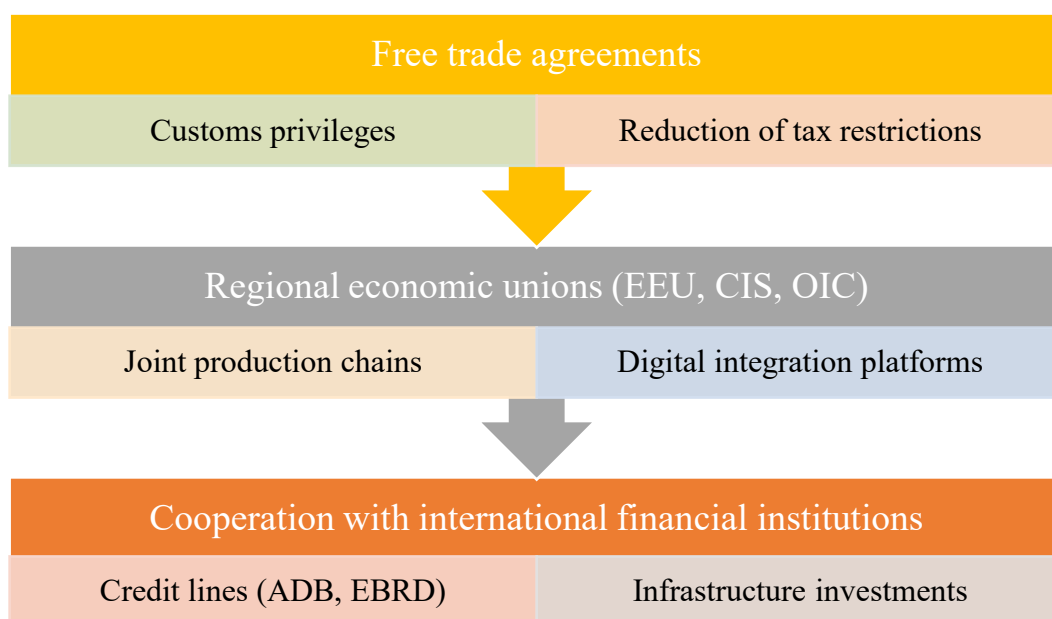 Free trade agreements
Customs privileges
Reduction of tax restrictions
Regional economic unions (EEU, CIS, OIC)
Joint production chains
Digital integration platforms
Cooperation with international financial institutions
Credit lines (ADB, EBRD)
Infrastructure investments